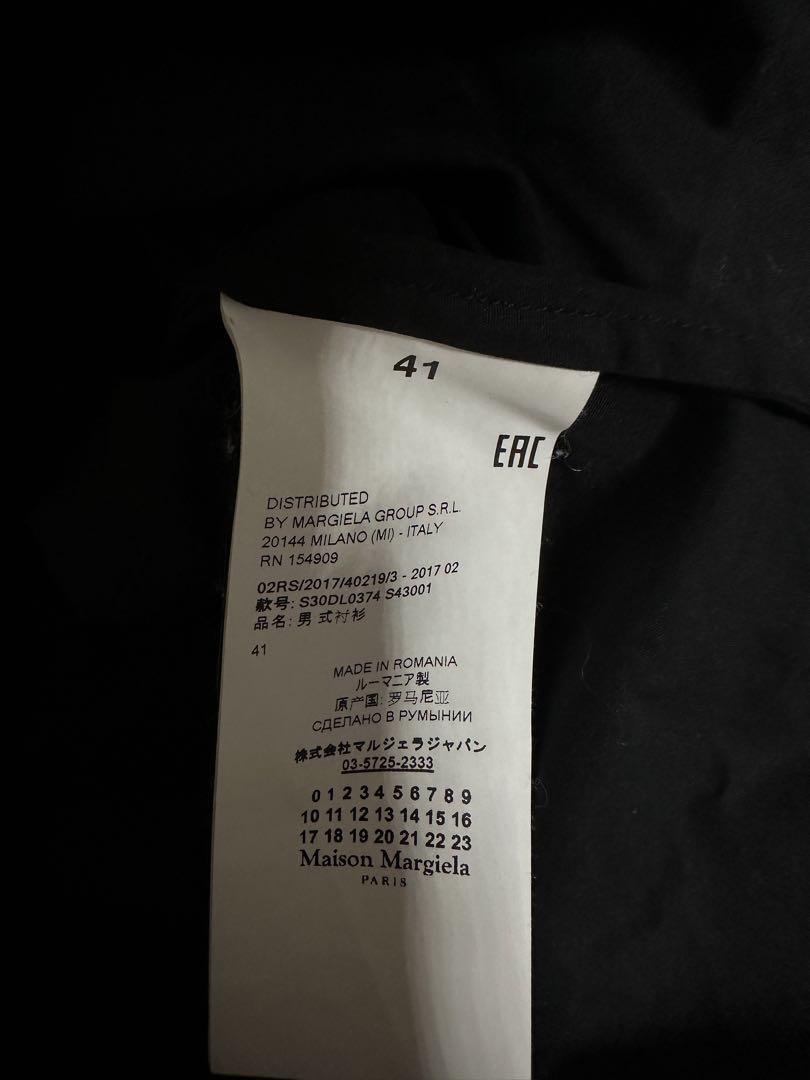 41
EAC
DISTRIBUTED
BY MARGIELA GROUP S.R.L.
20144 MILANO (MI) - ITALY
RN 154909
02RS/2017/40219/3 - 2017 02
款号: S30DL0374 S43001
品名: 男 式衬衫
41
MADE IN ROMANIA
ルーマニア製
原产国: 罗马尼亚
СДЕЛАНО В РУМЫНИИ
株式会社マルジェラジャパン
03-5725-2333
0 1 2 3 4 5 6 7 8 9
10 11 12 13 14 15 16
17 18 19 20 21 22 23
Maison Margiela
PARIS